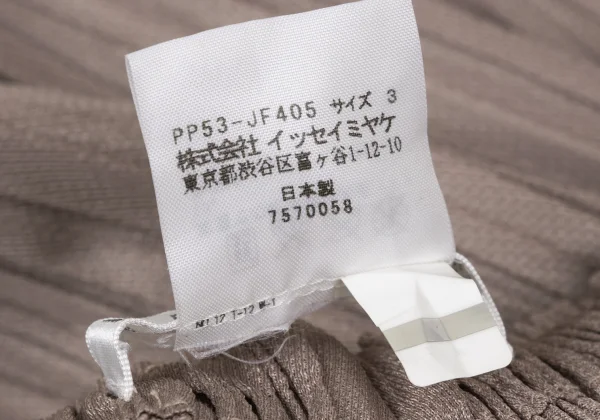 PP53-JF405 サイズ 3
株式会社 イッセイミヤケ
東京都渋谷区富ヶ谷1-12-10
日本製
7570058